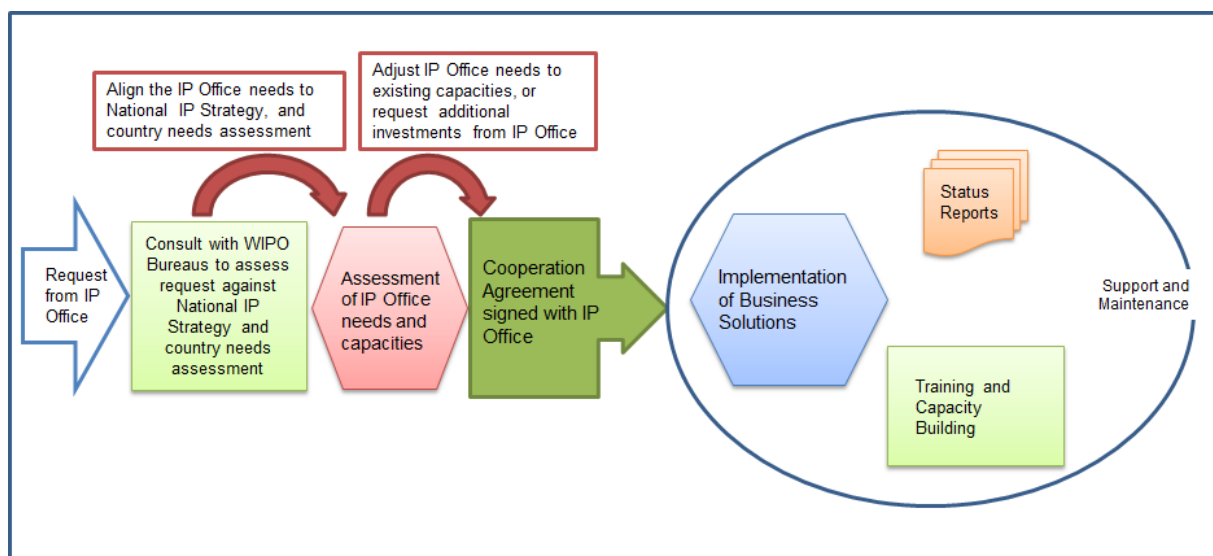 Align the IP Office needs to
National IP Strategy, and
country needs assessment
Adjust IP Office needs to
existing capacities, or
request additional
investments from IP Office
Request
from IP
Office
Consult with WIPO
Bureaus to assess
request against
National IP
Strategy and
country needs
assessment
Assessment
of IP Office
needs and
capacities
Cooperation
Agreement
signed with IP
Office
Implementation
of Business
Solutions
Status
Reports
Training and
Capacity
Building
Support and
Maintenance